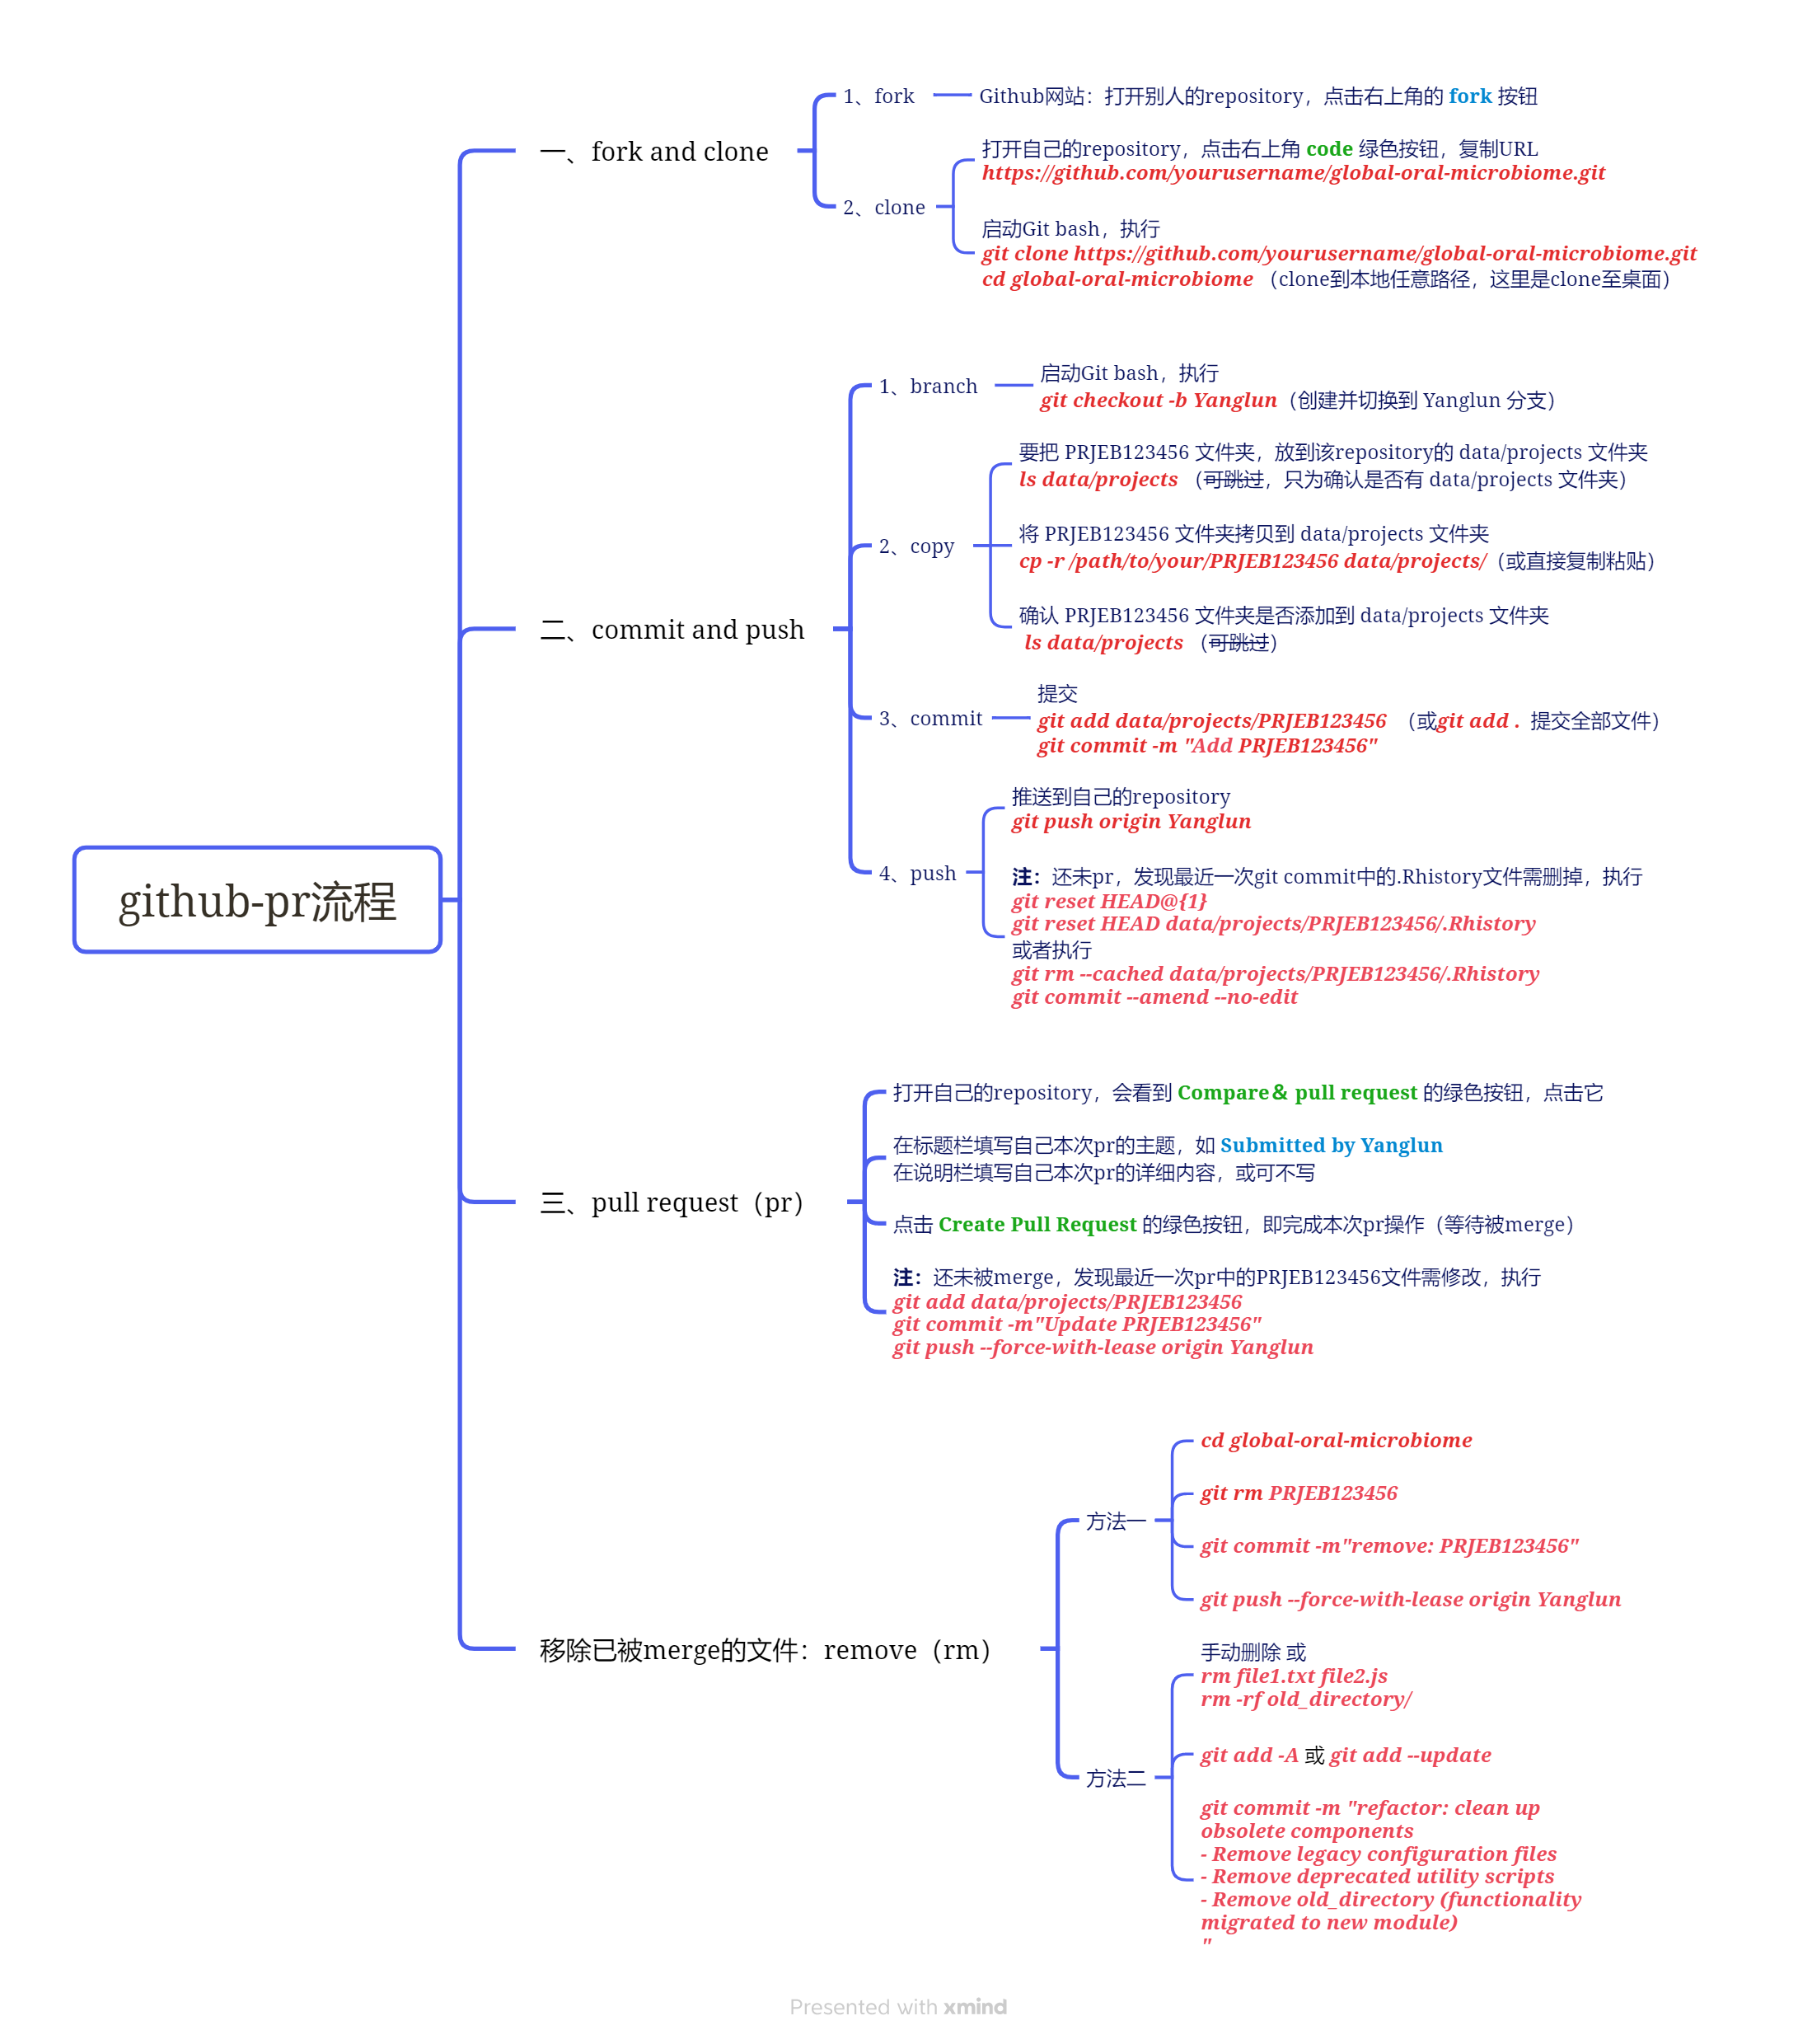 github-pr流程
一、fork and clone
1、fork
Github网站：打开别人的repository，点击右上角的 fork 按钮
2、clone
打开自己的repository，点击右上角 code 绿色按钮，复制URL
https://github.com/yourusername/global-oral-microbiome.git
启动Git bash，执行
git clone https://github.com/yourusername/global-oral-microbiome.git
cd global-oral-microbiome （clone到本地任意路径，这里是clone至桌面）
二、commit and push
1、branch
启动Git bash，执行
git checkout -b Yanglun（创建并切换到 Yanglun 分支）
2、copy
要把 PRJEB123456 文件夹，放到该repository的 data/projects 文件夹
ls data/projects （可跳过，只为确认是否有 data/projects 文件夹）
将 PRJEB123456 文件夹拷贝到 data/projects 文件夹
cp -r /path/to/your/PRJEB123456 data/projects/（或直接复制粘贴）
确认 PRJEB123456 文件夹是否添加到 data/projects 文件夹
ls data/projects （可跳过）
3、commit
提交
git add data/projects/PRJEB123456 （或git add . 提交全部文件）
git commit -m "Add PRJEB123456"
4、push
推送到自己的repository
git push origin Yanglun
注：还未pr，发现最近一次git commit中的.Rhistory文件需删掉，执行
git reset HEAD@{1}
git reset HEAD data/projects/PRJEB123456/.Rhistory
或者执行
git rm --cached data/projects/PRJEB123456/.Rhistory
git commit --amend --no-edit
三、pull request（pr）
打开自己的repository，会看到 Compare＆ pull request 的绿色按钮，点击它
在标题栏填写自己本次pr的主题，如 Submitted by Yanglun
在说明栏填写自己本次pr的详细内容，或可不写
点击 Create Pull Request 的绿色按钮，即完成本次pr操作（等待被merge）
注：还未被merge，发现最近一次pr中的PRJEB123456文件需修改，执行
git add data/projects/PRJEB123456
git commit -m"Update PRJEB123456"
git push --force-with-lease origin Yanglun
移除已被merge的文件：remove（rm）
方法一
cd global-oral-microbiome
git rm PRJEB123456
git commit -m"remove: PRJEB123456"
git push --force-with-lease origin Yanglun
方法二
手动删除 或
rm file1.txt file2.js
rm -rf old_directory/
git add -A 或 git add --update
git commit -m "refactor: clean up
obsolete components
- Remove legacy configuration files
- Remove deprecated utility scripts
- Remove old_directory (functionality
migrated to new module)
"
Presented with xmind